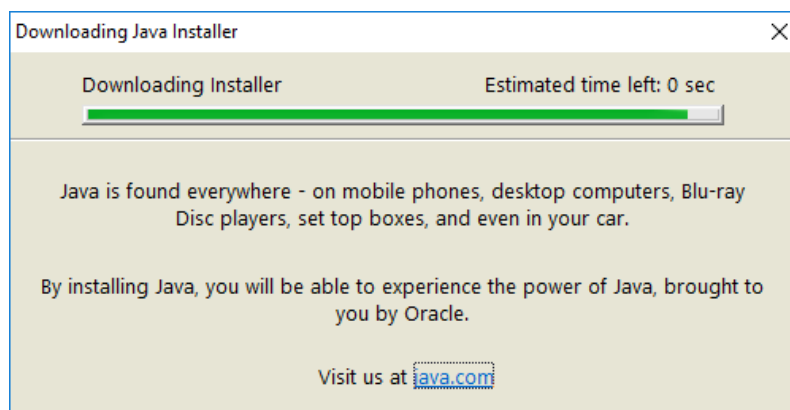 Downloading Java Installer
Downloading Installer Estimated time left: 0 sec
Java is found everywhere - on mobile phones, desktop computers, Blu-ray
Disc players, set top boxes, and even in your car.
By installing Java, you will be able to experience the power of Java, brought to
you by Oracle.
Visit us at java.com